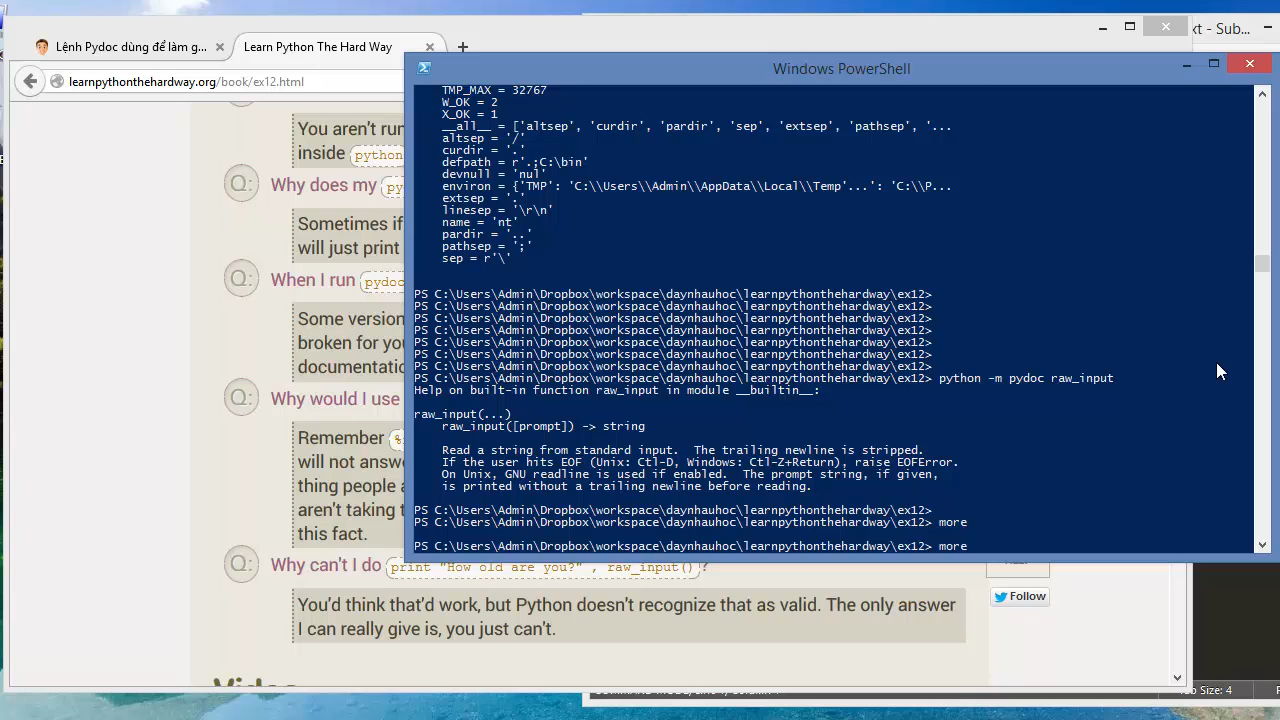 Lệnh Pydoc dùng để làm g...
Learn Python The Hard Way
xt - Sub...
learnpythonthehardway.org/book/ex12.html
Windows PowerShell
TMP_MAX = 32767
W_OK = 2
X_OK = 1
__all__ = ['altsep', 'curdir', 'pardir', 'sep', 'extsep', 'pathsep', '...
altsep = '/'
curdir = '.'
defpath = r'.;C:\bin'
devnull = 'nul'
environ = {'TMP': 'C:\\Users\\Admin\\AppData\\Local\\Temp'...': 'C:\\P...
extsep = '.'
linesep = '\r\n'
name = 'nt'
pardir = '..'
pathsep = ';'
sep = r'\'
PS C:\Users\Admin\Dropbox\workspace\daynhauhoc\learnpythonthehardway\ex12>
PS C:\Users\Admin\Dropbox\workspace\daynhauhoc\learnpythonthehardway\ex12>
PS C:\Users\Admin\Dropbox\workspace\daynhauhoc\learnpythonthehardway\ex12>
PS C:\Users\Admin\Dropbox\workspace\daynhauhoc\learnpythonthehardway\ex12>
PS C:\Users\Admin\Dropbox\workspace\daynhauhoc\learnpythonthehardway\ex12>
PS C:\Users\Admin\Dropbox\workspace\daynhauhoc\learnpythonthehardway\ex12>
PS C:\Users\Admin\Dropbox\workspace\daynhauhoc\learnpythonthehardway\ex12>
PS C:\Users\Admin\Dropbox\workspace\daynhauhoc\learnpythonthehardway\ex12> python -m pydoc raw_input
Help on built-in function raw_input in module __builtin__:
raw_input(...)
raw_input([prompt]) -> string
Read a string from standard input. The trailing newline is stripped.
If the user hits EOF (Unix: Ctl-D, Windows: Ctl-Z+Return), raise EOFError.
On Unix, GNU readline is used if enabled. The prompt string, if given,
is printed without a trailing newline before reading.
PS C:\Users\Admin\Dropbox\workspace\daynhauhoc\learnpythonthehardway\ex12>
PS C:\Users\Admin\Dropbox\workspace\daynhauhoc\learnpythonthehardway\ex12> more
PS C:\Users\Admin\Dropbox\workspace\daynhauhoc\learnpythonthehardway\ex12> more
You aren't run
inside python
Q: Why does my py
Sometimes if
will just print
Q: When I run pydoc
Some version
broken for you
documentatio
Q: Why would I use
Remember %
will not answe
thing people a
aren't taking t
this fact.
Q: Why can't I do print "How old are you?" , raw_input() ?
You'd think that'd work, but Python doesn't recognize that as valid. The only answer
I can really give is, you just can't.
Follow
Tab Size: 4